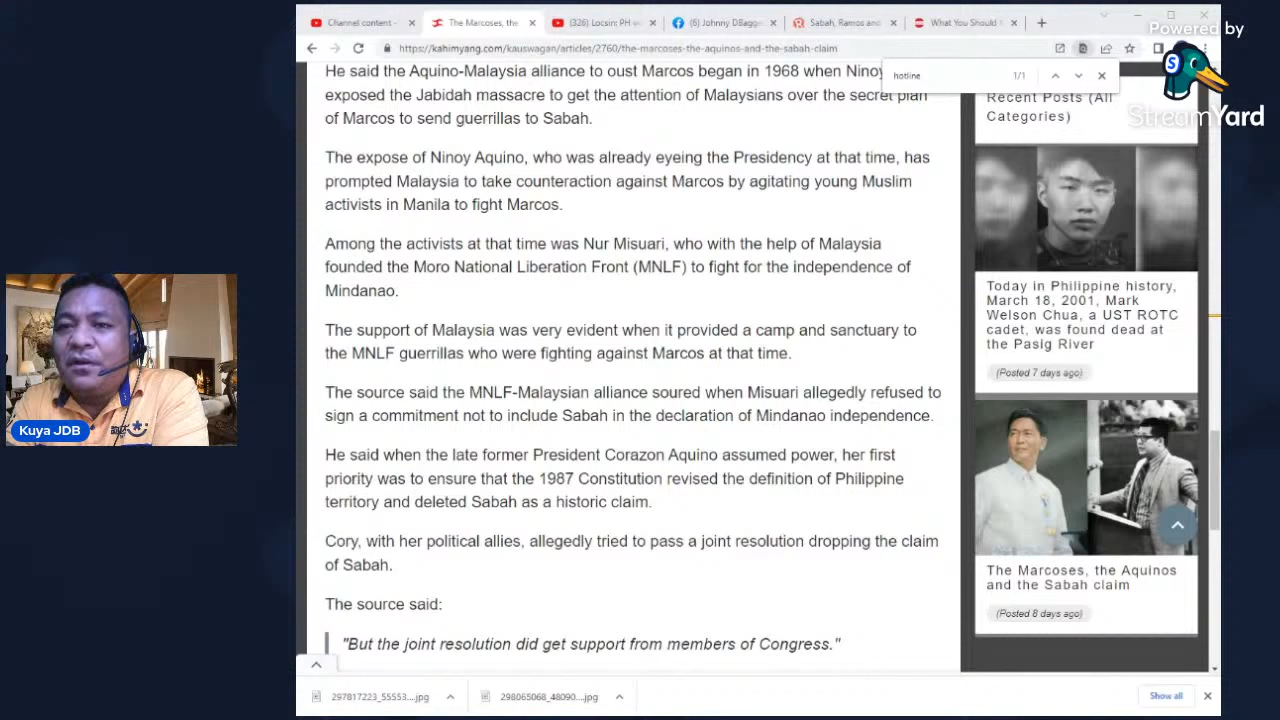 Channel content -
The Marcoses, the
(326) Locsin: PH w
(6) Johnny DBagge
Sabah, Ramos and
What You Should
Powered by
StreamYard
https://kahimyang.com/kauswagan/articles/2760/the-marcoses-the-aquinos-and-the-sabah-claim
hotline
1/1
He said the Aquino-Malaysia alliance to oust Marcos began in 1968 when Ninoy
exposed the Jabidah massacre to get the attention of Malaysians over the secret plan
of Marcos to send guerrillas to Sabah.
The expose of Ninoy Aquino, who was already eyeing the Presidency at that time, has
prompted Malaysia to take counteraction against Marcos by agitating young Muslim
activists in Manila to fight Marcos.
Among the activists at that time was Nur Misuari, who with the help of Malaysia
founded the Moro National Liberation Front (MNLF) to fight for the independence of
Mindanao.
The support of Malaysia was very evident when it provided a camp and sanctuary to
the MNLF guerrillas who were fighting against Marcos at that time.
The source said the MNLF-Malaysian alliance soured when Misuari allegedly refused to
sign a commitment not to include Sabah in the declaration of Mindanao independence.
He said when the late former President Corazon Aquino assumed power, her first
priority was to ensure that the 1987 Constitution revised the definition of Philippine
territory and deleted Sabah as a historic claim.
Cory, with her political allies, allegedly tried to pass a joint resolution dropping the claim
of Sabah.
The source said:
"But the joint resolution did get support from members of Congress."
Recent Posts (All
Categories)
Today in Philippine history,
March 18, 2001, Mark
Welson Chua, a UST ROTC
cadet, was found dead at
the Pasig River
(Posted 7 days ago)
The Marcoses, the Aquinos
and the Sabah claim
(Posted 8 days ago)
Kuya JDB
297817223_55553....jpg
298065068_48090....jpg
Show all